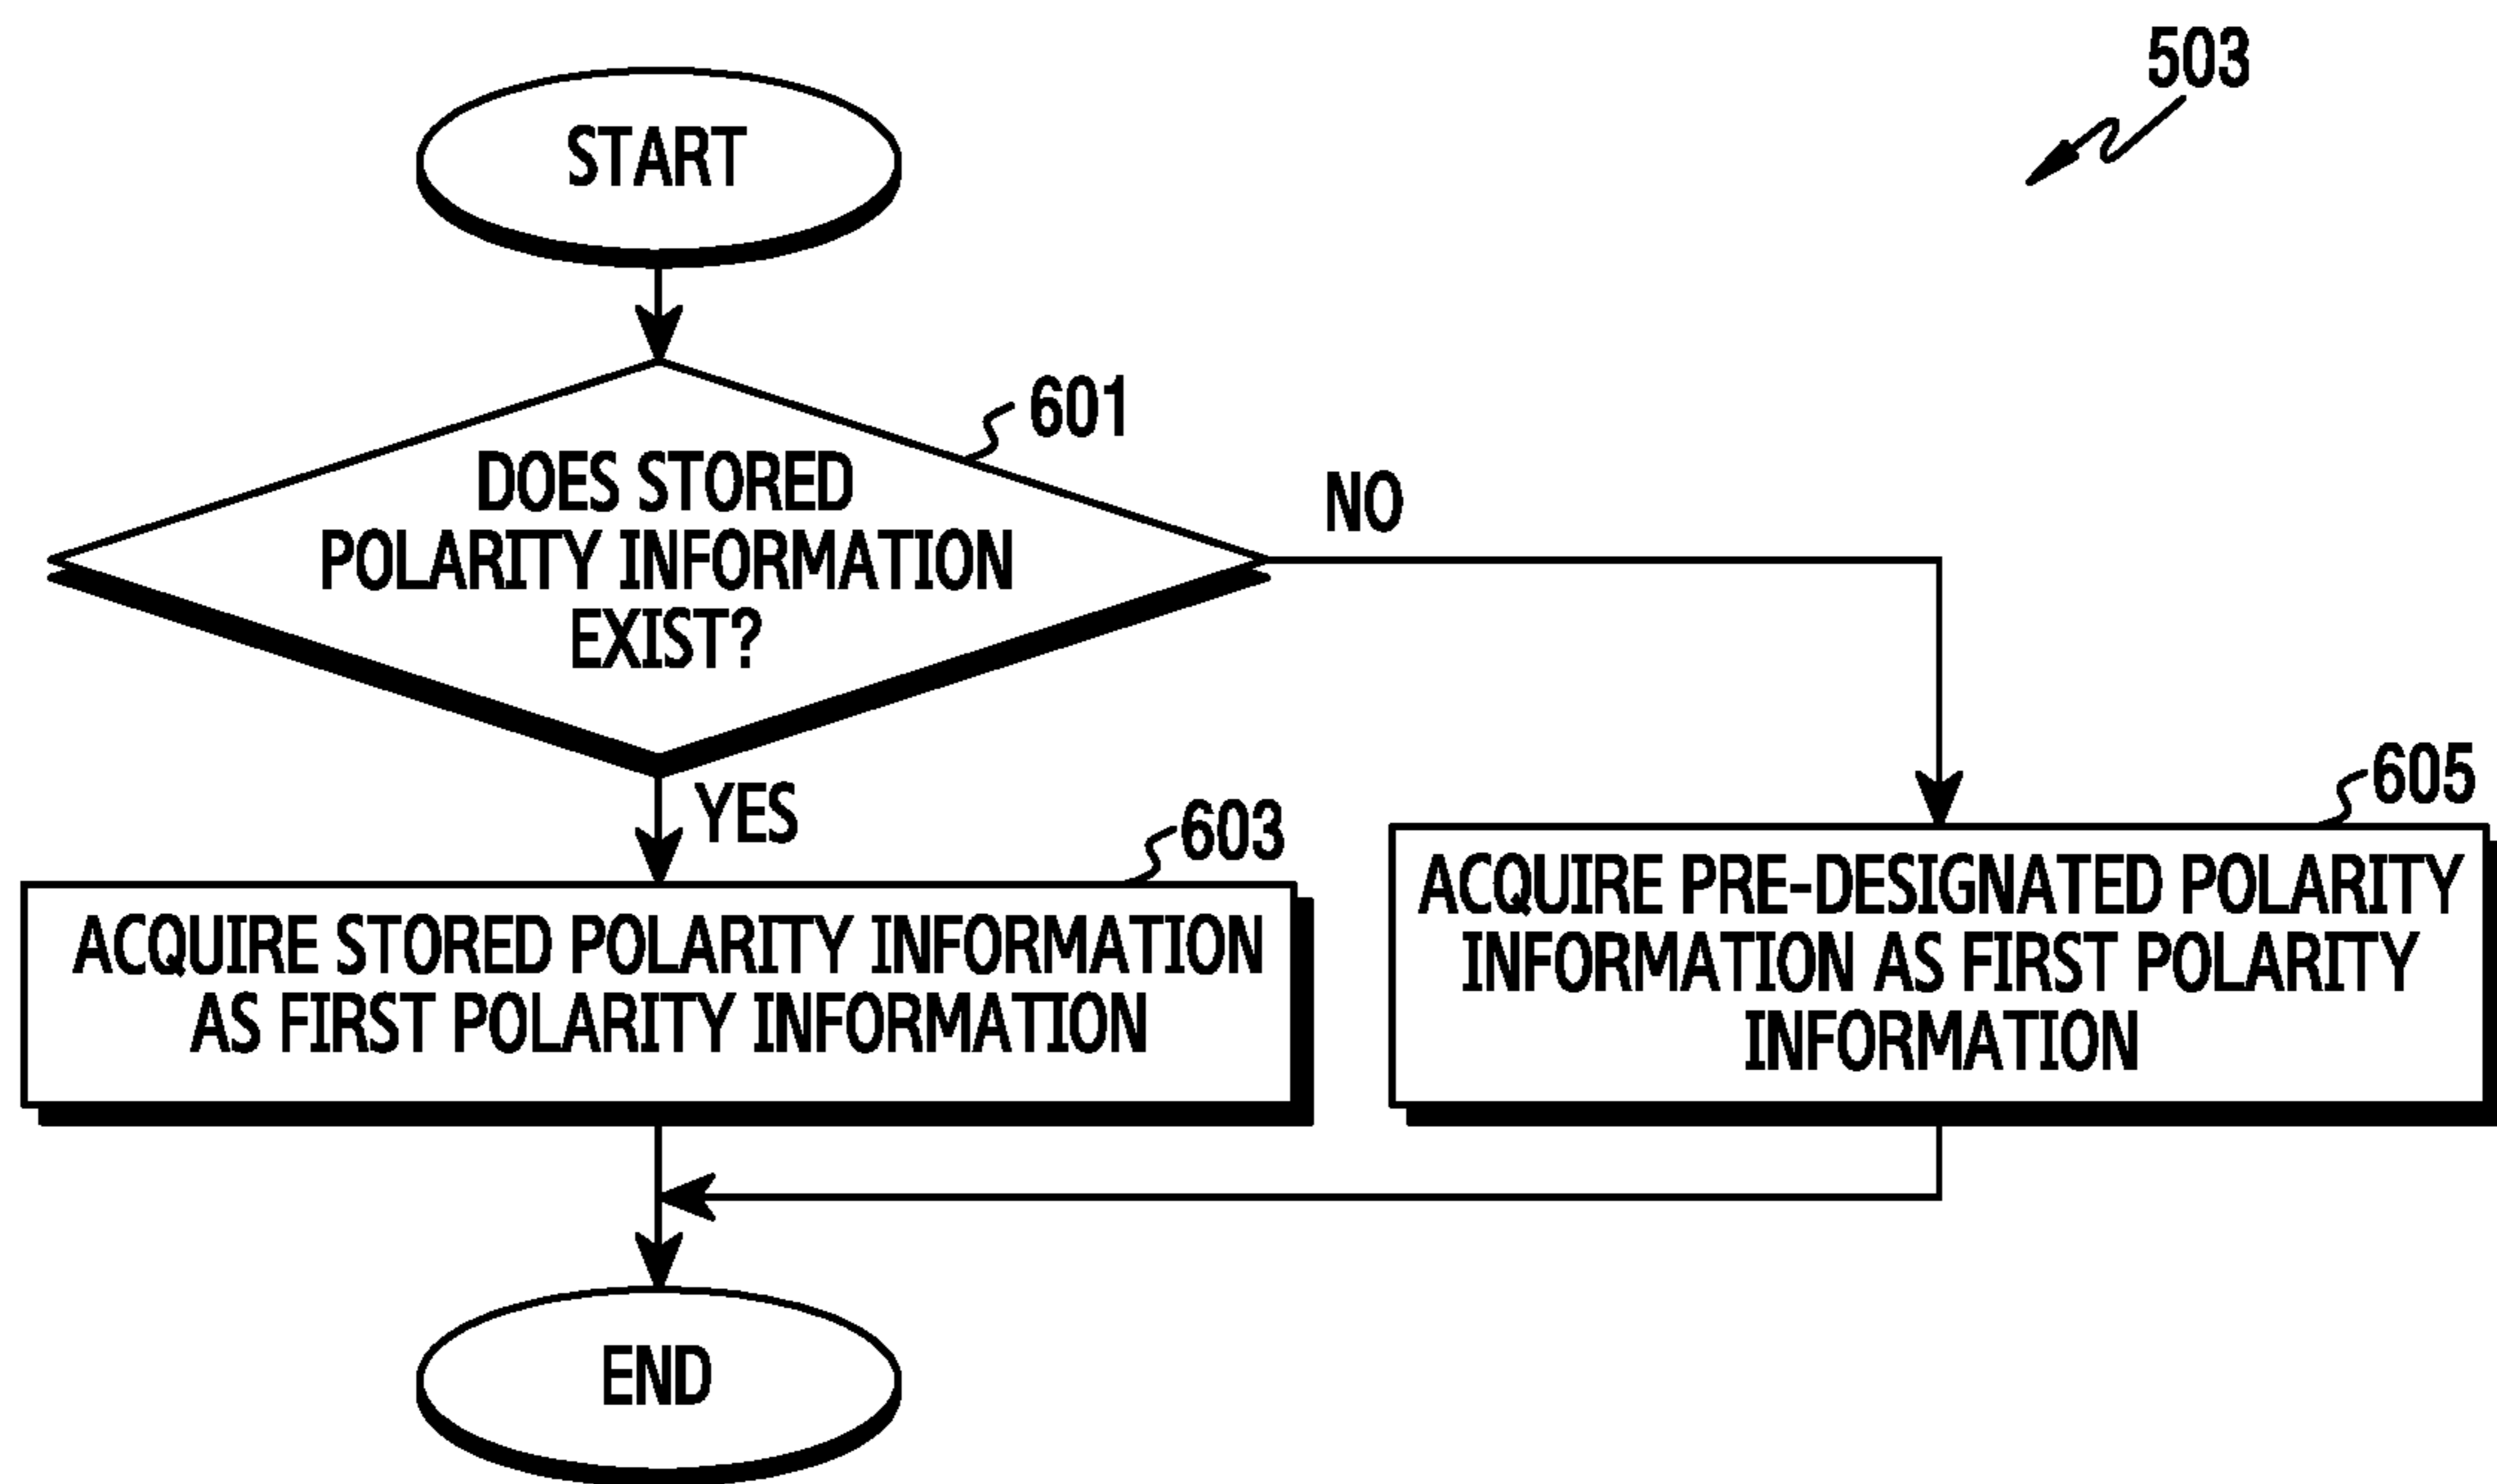 503
START
601
DOES STORED
POLARITY INFORMATION
EXIST?
NO
YES
603
ACQUIRE STORED POLARITY INFORMATION
AS FIRST POLARITY INFORMATION
605
ACQUIRE PRE-DESIGNATED POLARITY
INFORMATION AS FIRST POLARITY
INFORMATION
END